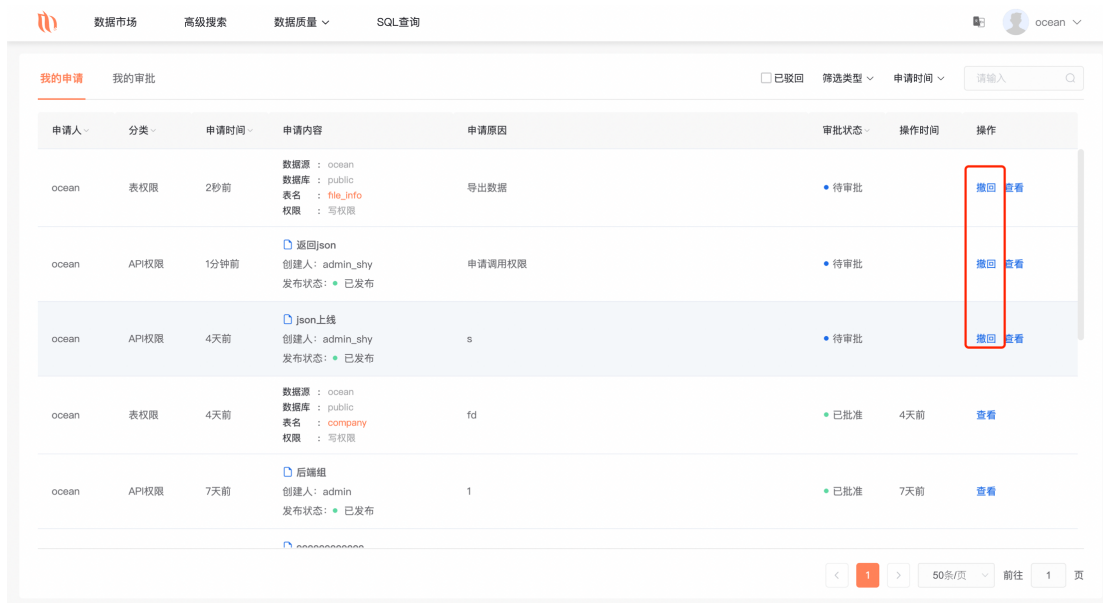 数据市场 高级搜索 数据质量 SQL查询 ocean
我的申请 我的审批 已驳回 筛选类型 申请时间 请输入
申请人 分类 申请时间 申请内容 申请原因 审批状态 操作时间 操作
数据源 : ocean
数据库 : public
ocean 表权限 2秒前 导出数据 待审批 撤回 查看
表名 : file_info
权限 : 写权限
返回json
ocean API权限 1分钟前 创建人: admin_shy 申请调用权限 待审批 撤回 查看
发布状态: 已发布
json上线
ocean API权限 4天前 创建人: admin_shy s 待审批 撤回 查看
发布状态: 已发布
数据源 : ocean
数据库 : public
ocean 表权限 4天前 fd 已批准 4天前 查看
表名 : company
权限 : 写权限
后端组
ocean API权限 7天前 创建人: admin 1 已批准 7天前 查看
发布状态: 已发布
1 50条/页 前往 1 页